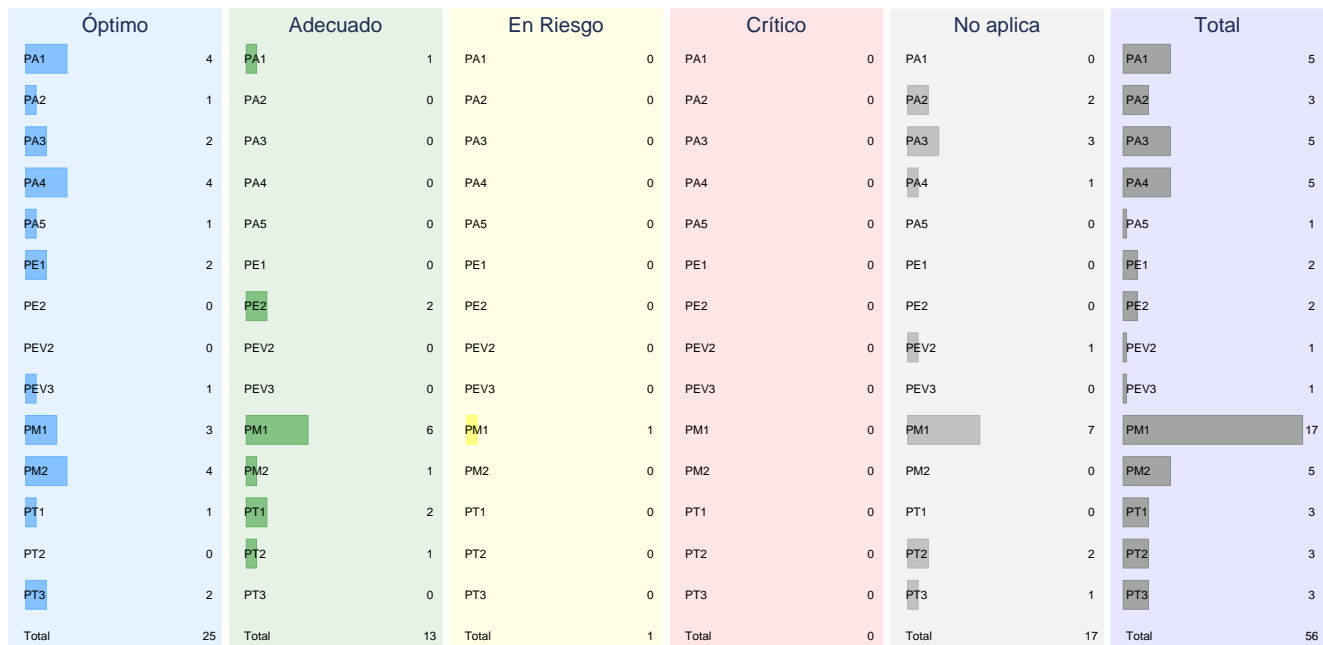 Óptimo Adecuado En Riesgo Crítico No aplica Total
PA1 4 PA1 1 PA1 0 PA1 0 PA1 0 PA1 5
PA2 1 PA2 0 PA2 0 PA2 0 PA2 2 PA2 3
PA3 2 PA3 0 PA3 0 PA3 0 PA3 3 PA3 5
PA4 4 PA4 0 PA4 0 PA4 0 PA4 1 PA4 5
PA5 1 PA5 0 PA5 0 PA5 0 PA5 0 PA5 1
PE1 2 PE1 0 PE1 0 PE1 0 PE1 0 PE1 2
PE2 0 PE2 2 PE2 0 PE2 0 PE2 0 PE2 2
PEV2 0 PEV2 0 PEV2 0 PEV2 0 PEV2 1 PEV2 1
PEV3 1 PEV3 0 PEV3 0 PEV3 0 PEV3 0 PEV3 1
PM1 3 PM1 6 PM1 1 PM1 0 PM1 7 PM1 17
PM2 4 PM2 1 PM2 0 PM2 0 PM2 0 PM2 5
PT1 1 PT1 2 PT1 0 PT1 0 PT1 0 PT1 3
PT2 0 PT2 1 PT2 0 PT2 0 PT2 2 PT2 3
PT3 2 PT3 0 PT3 0 PT3 0 PT3 1 PT3 3
Total 25 Total 13 Total 1 Total 0 Total 17 Total 56